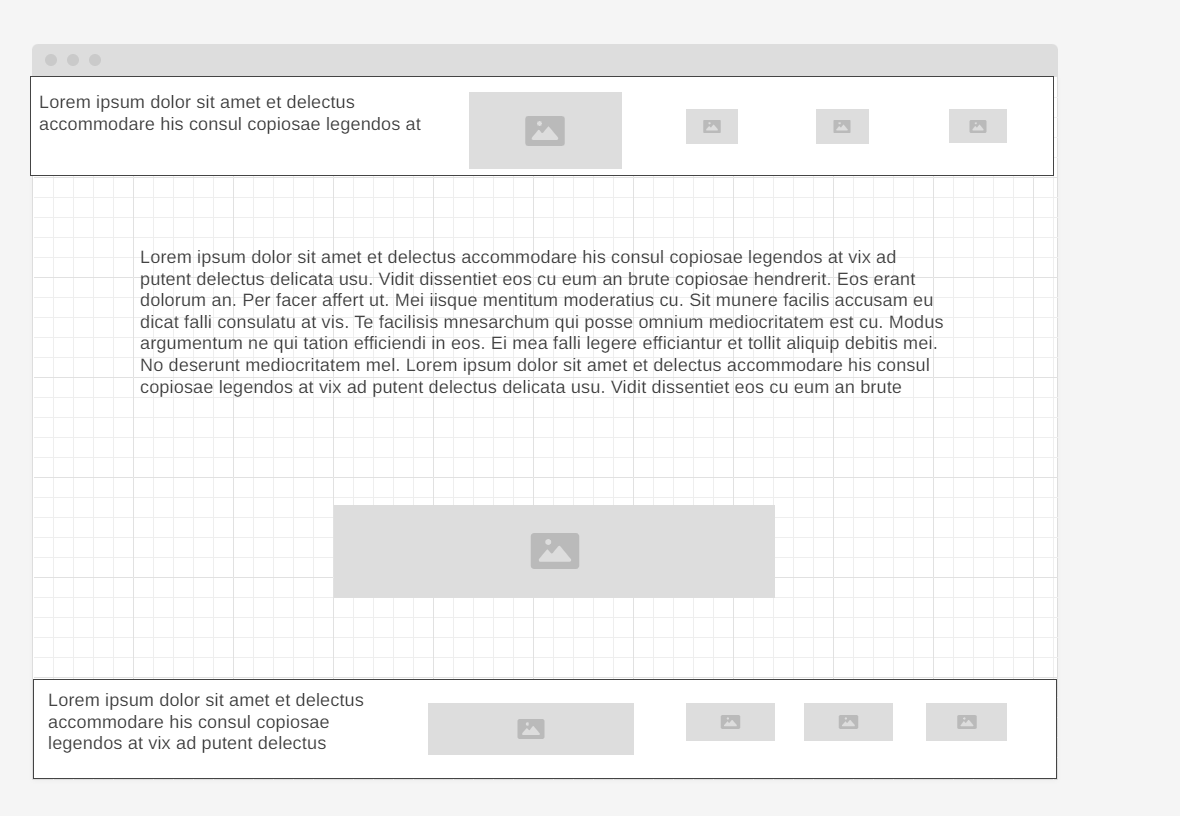 Lorem ipsum dolor sit amet et delectus
accommodare his consul copiosae legendos at
Lorem ipsum dolor sit amet et delectus accommodare his consul copiosae legendos at vix ad
putent delectus delicata usu. Vidit dissentiet eos cu eum an brute copiosae hendrerit. Eos erant
dolorum an. Per facer affert ut. Mei iisque mentitum moderatius cu. Sit munere facilis accusam eu
dicat falli consulatu at vis. Te facilisis mnesarchum qui posse omnium mediocritatem est cu. Modus
argumentum ne qui tation efficiendi in eos. Ei mea falli legere efficiantur et tollit aliquip debitis mei.
No deserunt mediocritatem mel. Lorem ipsum dolor sit amet et delectus accommodare his consul
copiosae legendos at vix ad putent delectus delicata usu. Vidit dissentiet eos cu eum an brute
Lorem ipsum dolor sit amet et delectus
accommodare his consul copiosae
legendos at vix ad putent delectus